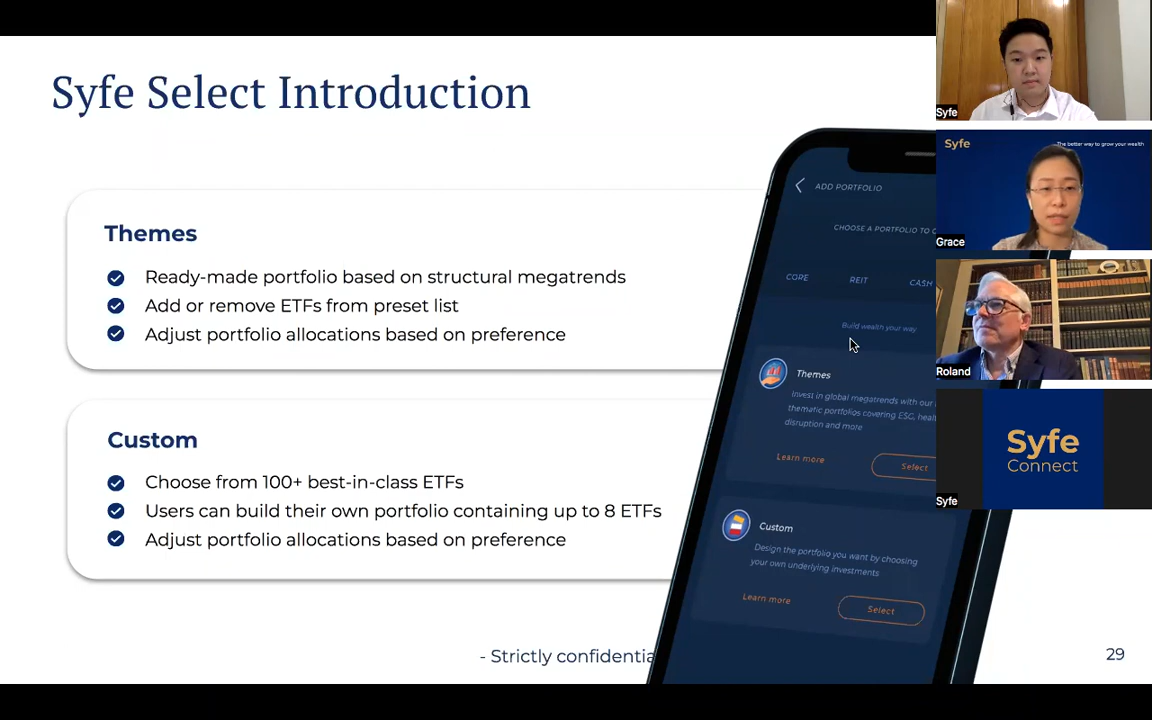 Syfe Select Introduction
Themes
Ready-made portfolio based on structural megatrends
Add or remove ETFs from preset list
Adjust portfolio allocations based on preference
Custom
Choose from 100+ best-in-class ETFs
Users can build their own portfolio containing up to 8 ETFs
Adjust portfolio allocations based on preference
- Strictly confidentia
29
ADD PORTFOLIO
CHOOSE A PORTFOLIO TO
CORE REIT CASH
Build wealth your way
Themes
Invest in global megatrends with our
thematic portfolios covering ESG, heal
disruption and more
Learn more Select
Custom
Design the portfolio you want by choosing
your own underlying investments
Learn more Select
Syfe
Syfe The better way to grow your wealth
Grace
Roland
Syfe
Connect
Syfe